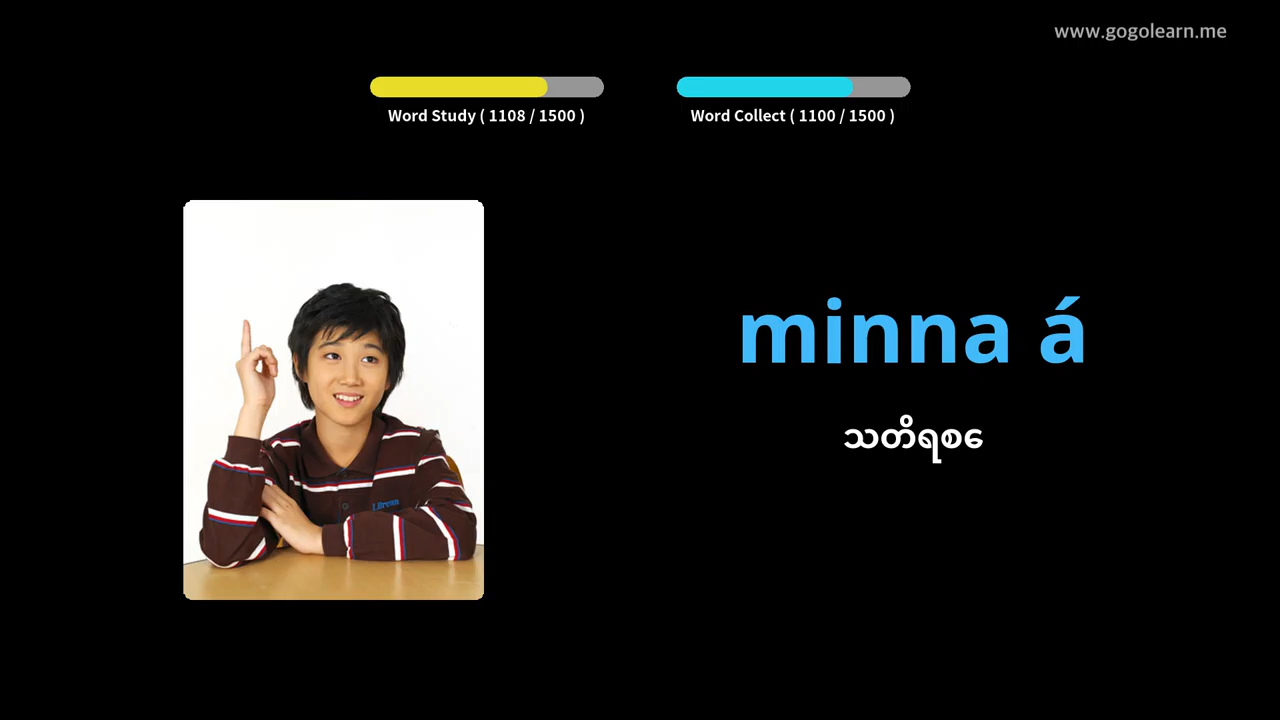 www.gogolearn.me
Word Study ( 1108 / 1500 )
Word Collect ( 1100 / 1500 )
minna á
သတိရစေ